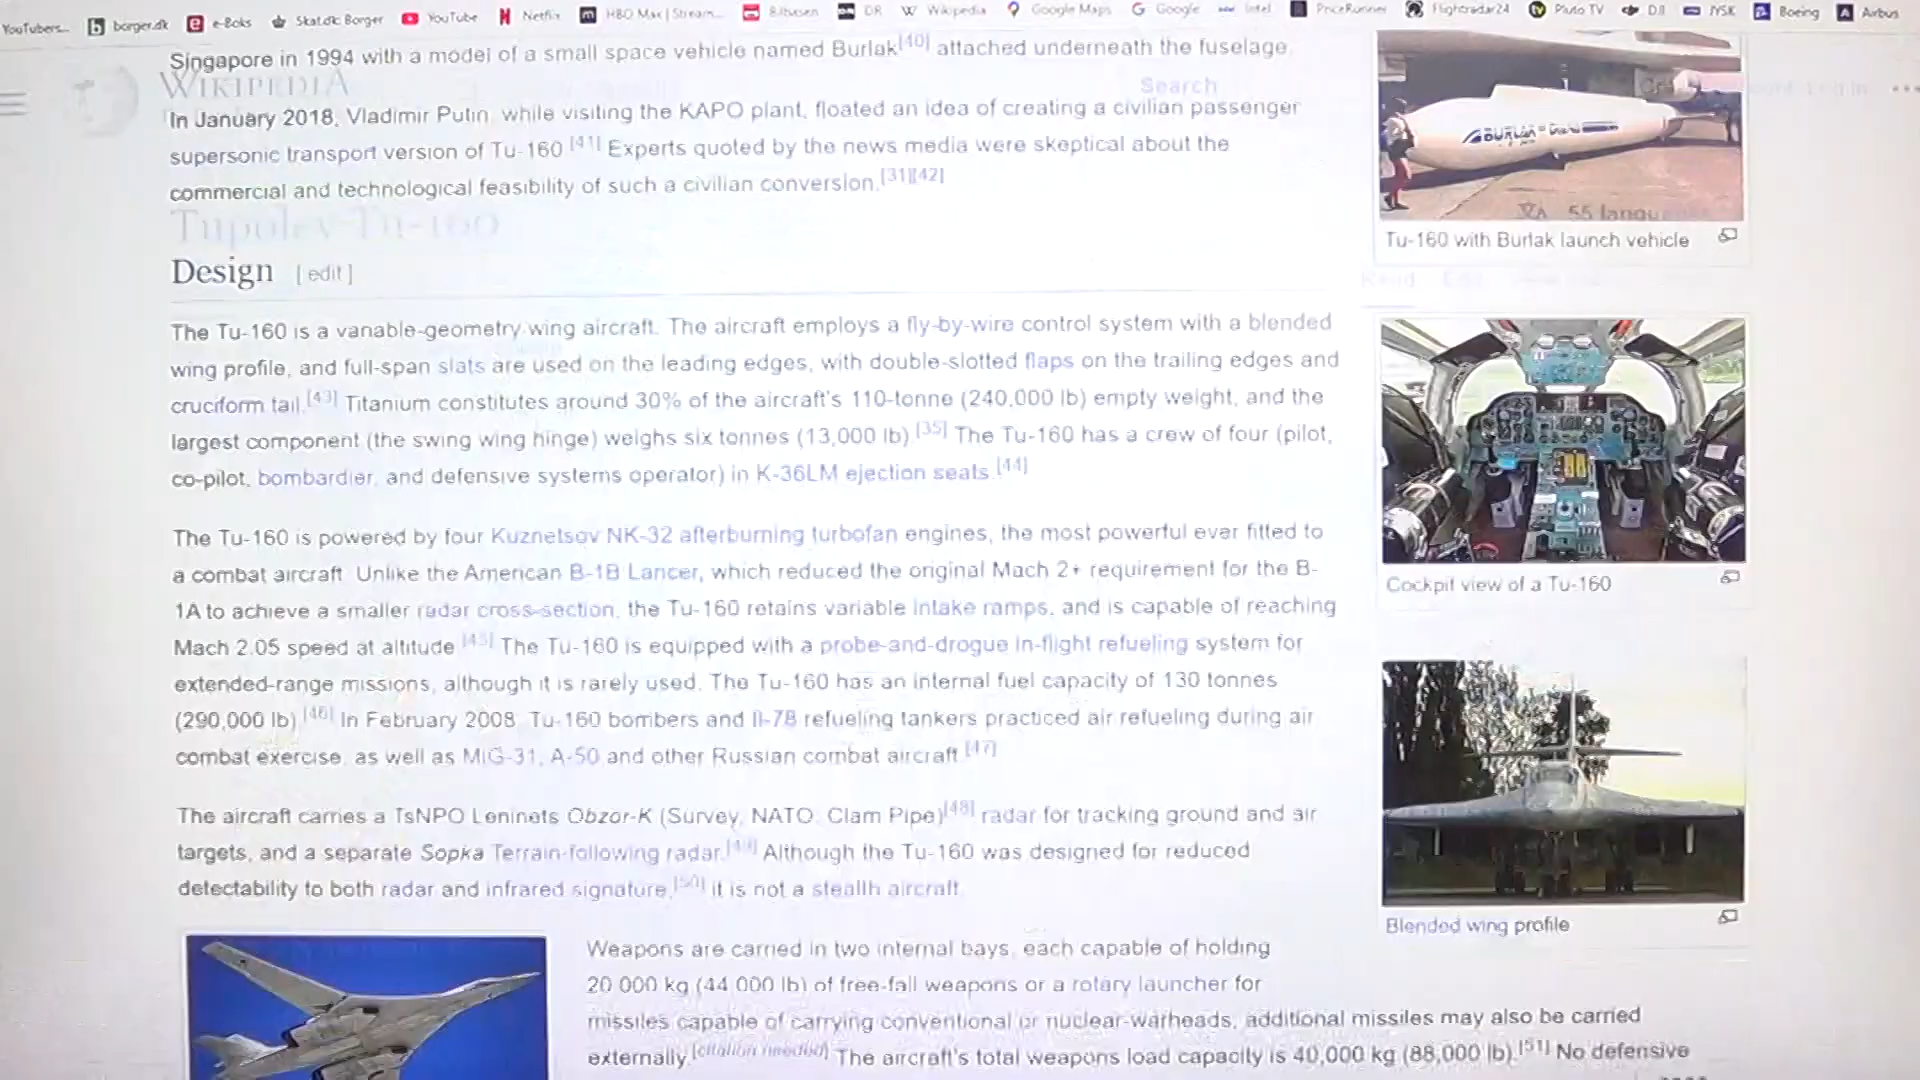 YouTubers... borger.dk e-Boks Skat.dk Borger YouTube Netflix HBO Max | Stream... Bilbasen DR Wikipedia Google Maps Google Intel PriceRunner Flightradar24 Pluto TV DJI JYSK Boeing Airbus
Singapore in 1994 with a model of a small space vehicle named Burlak[40] attached underneath the fuselage.
WIKIPEDIA Search
In January 2018, Vladimir Putin, while visiting the KAPO plant, floated an idea of creating a civilian passenger
supersonic transport version of Tu-160.[41] Experts quoted by the news media were skeptical about the
commercial and technological feasibility of such a civilian conversion.[31][42]
Tupolev Tu-160
Design [ edit ]
The Tu-160 is a variable-geometry wing aircraft. The aircraft employs a fly-by-wire control system with a blended
wing profile, and full-span slats are used on the leading edges, with double-slotted flaps on the trailing edges and
cruciform tail.[43] Titanium constitutes around 30% of the aircraft's 110-tonne (240,000 lb) empty weight, and the
largest component (the swing wing hinge) weighs six tonnes (13,000 lb).[35] The Tu-160 has a crew of four (pilot,
co-pilot, bombardier, and defensive systems operator) in K-36LM ejection seats.[44]
The Tu-160 is powered by four Kuznetsov NK-32 afterburning turbofan engines, the most powerful ever fitted to
a combat aircraft. Unlike the American B-1B Lancer, which reduced the original Mach 2+ requirement for the B-
1A to achieve a smaller radar cross-section, the Tu-160 retains variable intake ramps, and is capable of reaching
Mach 2.05 speed at altitude.[45] The Tu-160 is equipped with a probe-and-drogue in-flight refueling system for
extended-range missions, although it is rarely used. The Tu-160 has an internal fuel capacity of 130 tonnes
(290,000 lb).[46] In February 2008, Tu-160 bombers and Il-78 refueling tankers practiced air refueling during air
combat exercise, as well as MiG-31, A-50 and other Russian combat aircraft.[47]
The aircraft carries a TsNPO Leninets Obzor-K (Survey, NATO: Clam Pipe)[48] radar for tracking ground and air
targets, and a separate Sopka Terrain-following radar.[49] Although the Tu-160 was designed for reduced
detectability to both radar and infrared signature,[50] it is not a stealth aircraft.
Weapons are carried in two internal bays, each capable of holding
20,000 kg (44,000 lb) of free-fall weapons or a rotary launcher for
missiles capable of carrying conventional or nuclear-warheads; additional missiles may also be carried
externally.[citation needed] The aircraft's total weapons load capacity is 40,000 kg (88,000 lb).[51] No defensive
BURLAK
55 langu
Tu-160 with Burlak launch vehicle
Read Edit
Cockpit view of a Tu-160
Blended wing profile